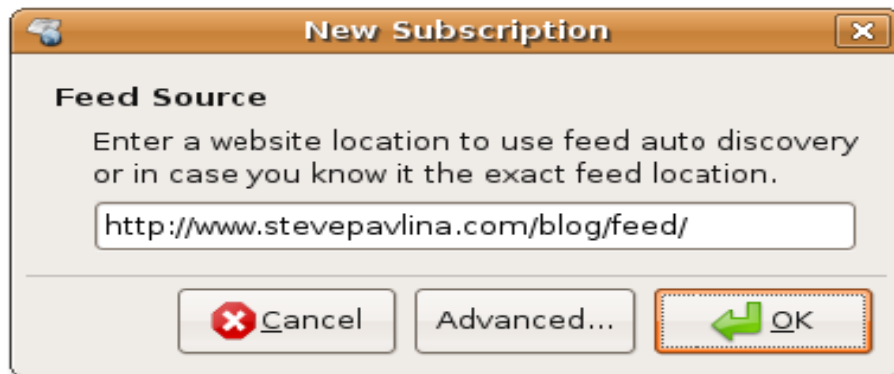 New Subscription
Feed Source
Enter a website location to use feed auto discovery
or in case you know it the exact feed location.
http://www.stevepavlina.com/blog/feed/
Cancel
Advanced...
OK